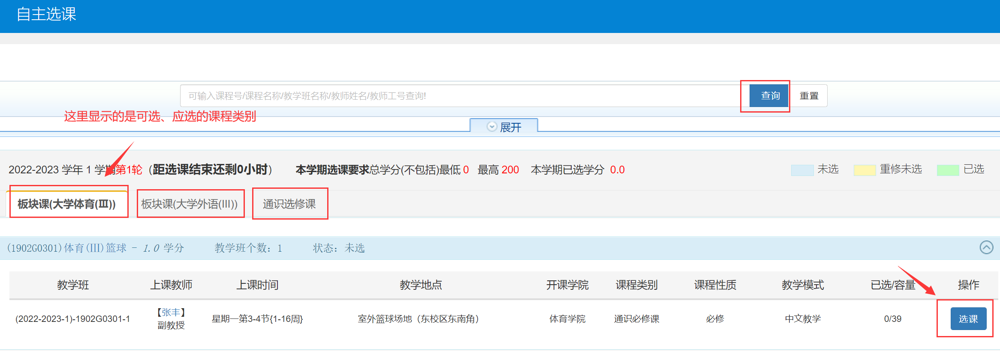 自主选课
可输入课程号/课程名称/教学班名称/教师姓名/教师工号查询! 查询 重置
这里显示的是可选、应选的课程类别
展开
2022-2023 学年 1 学期第1轮（距选课结束还剩0小时） 本学期选课要求总学分(不包括)最低 0 最高 200 本学期已选学分 0.0 未选 重修未选 已选
板块课(大学体育(Ⅲ)) 板块课(大学外语(III)) 通识选修课
(1902G0301)体育(III)篮球 - 1.0 学分 教学班个数：1 状态：未选
教学班 上课教师 上课时间 教学地点 开课学院 课程类别 课程性质 教学模式 已选/容量 操作
(2022-2023-1)-1902G0301-1 【张丰】 星期一第3-4节{1-16周} 室外篮球场地（东校区东南角） 体育学院 通识必修课 必修 中文教学 0/39 选课
副教授